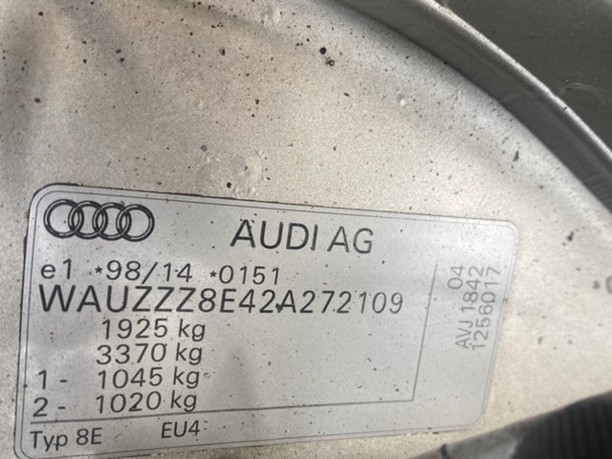 AUDI AG
e1 *98/14 *0151
WAUZZZ8E42A272109
1925 kg
3370 kg
1 - 1045 kg
2 - 1020 kg
Typ 8E EU4
04
AVJ 1842
1256017